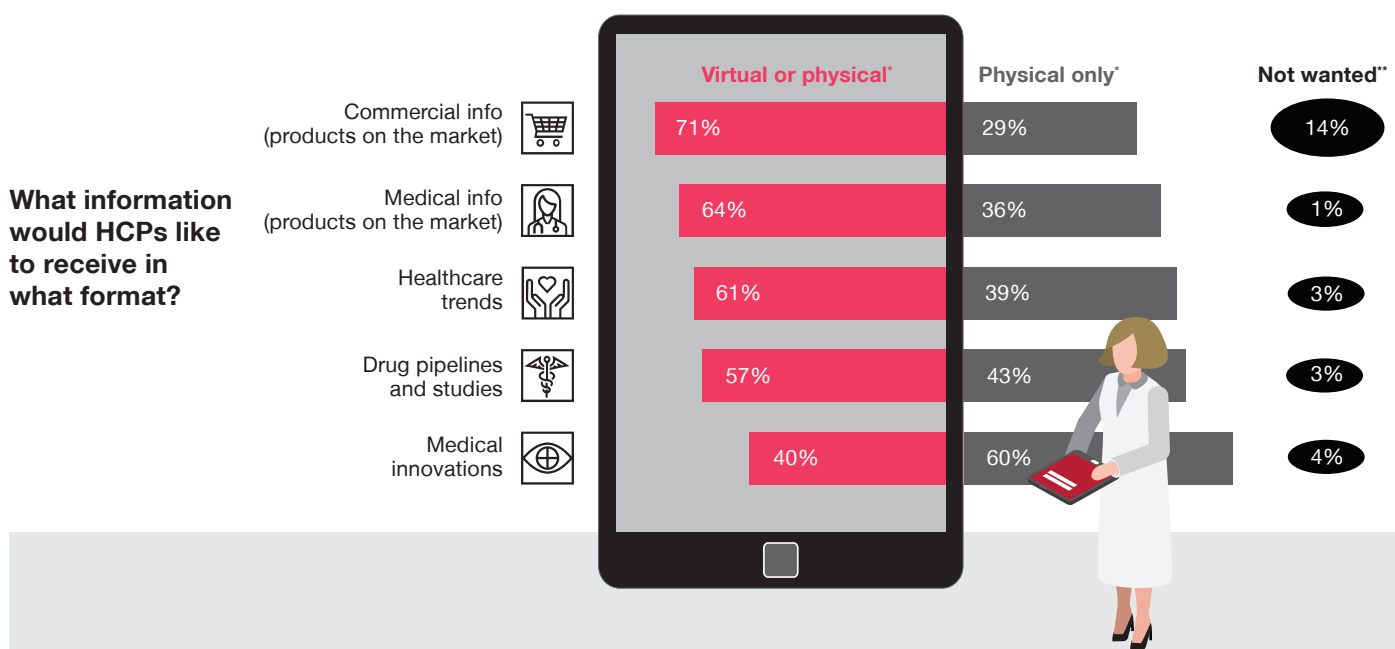 What information
would HCPs like
to receive in
what format?
Virtual or physical*
Physical only*
Not wanted**
Commercial info
(products on the market)
71%
29%
14%
Medical info
(products on the market)
64%
36%
1%
Healthcare
trends
61%
39%
3%
Drug pipelines
and studies
57%
43%
3%
Medical
innovations
40%
60%
4%